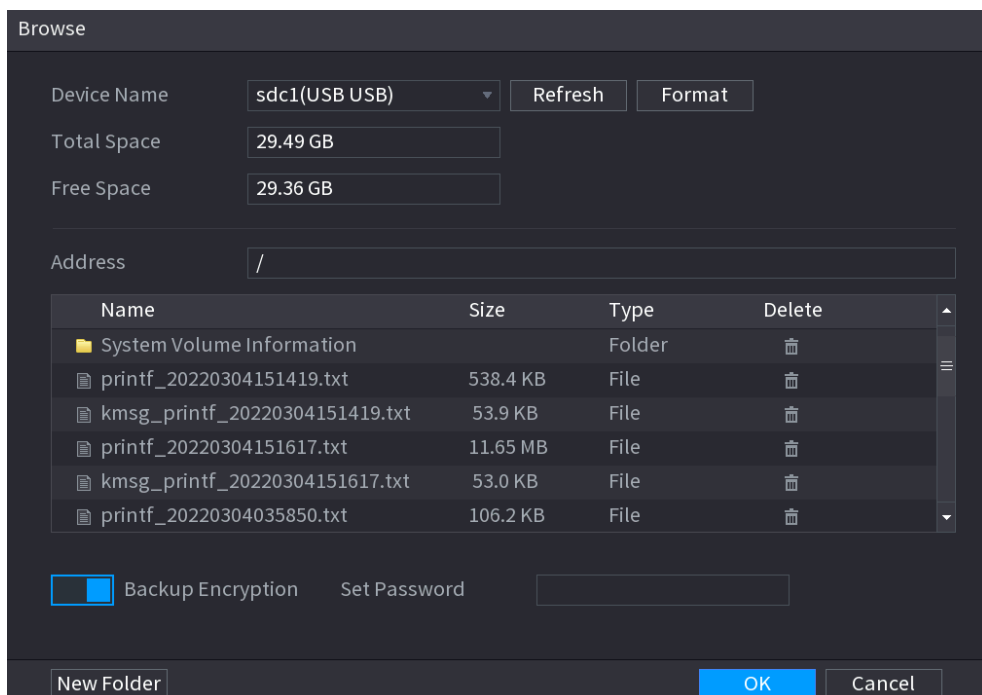 Browse
Device Name sdc1(USB USB) Refresh Format
Total Space 29.49 GB
Free Space 29.36 GB
Address /
Name Size Type Delete
System Volume Information Folder
printf_20220304151419.txt 538.4 KB File
kmsg_printf_20220304151419.txt 53.9 KB File
printf_20220304151617.txt 11.65 MB File
kmsg_printf_20220304151617.txt 53.0 KB File
printf_20220304035850.txt 106.2 KB File
Backup Encryption Set Password
New Folder OK Cancel